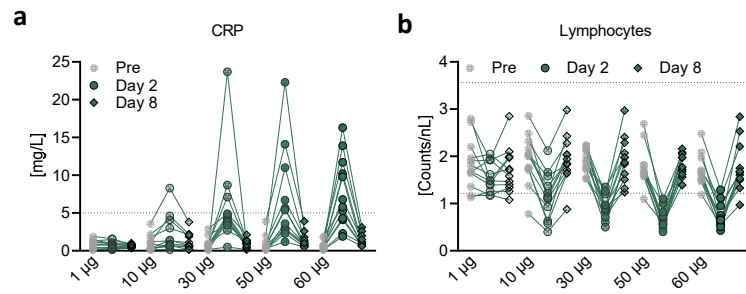 a
CRP
[mg/L]
25
20
15
10
5
0
Pre
Day 2
Day 8
1 µg
10 µg
30 µg
50 µg
60 µg
b
Lymphocytes
[Counts/nL]
4
3
2
1
0
Pre
Day 2
Day 8
1 µg
10 µg
30 µg
50 µg
60 µg